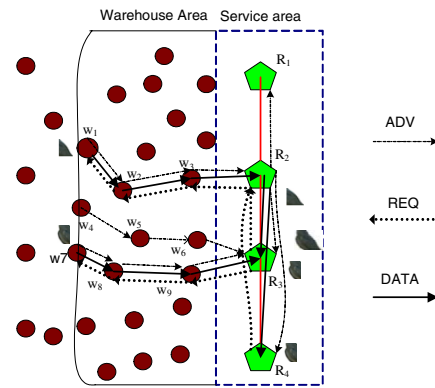 Warehouse Area Service area
R1
ADV
w1
R2
w2 w3
REQ
w4 w5
w6
w7
R3
w8 w9
DATA
R4